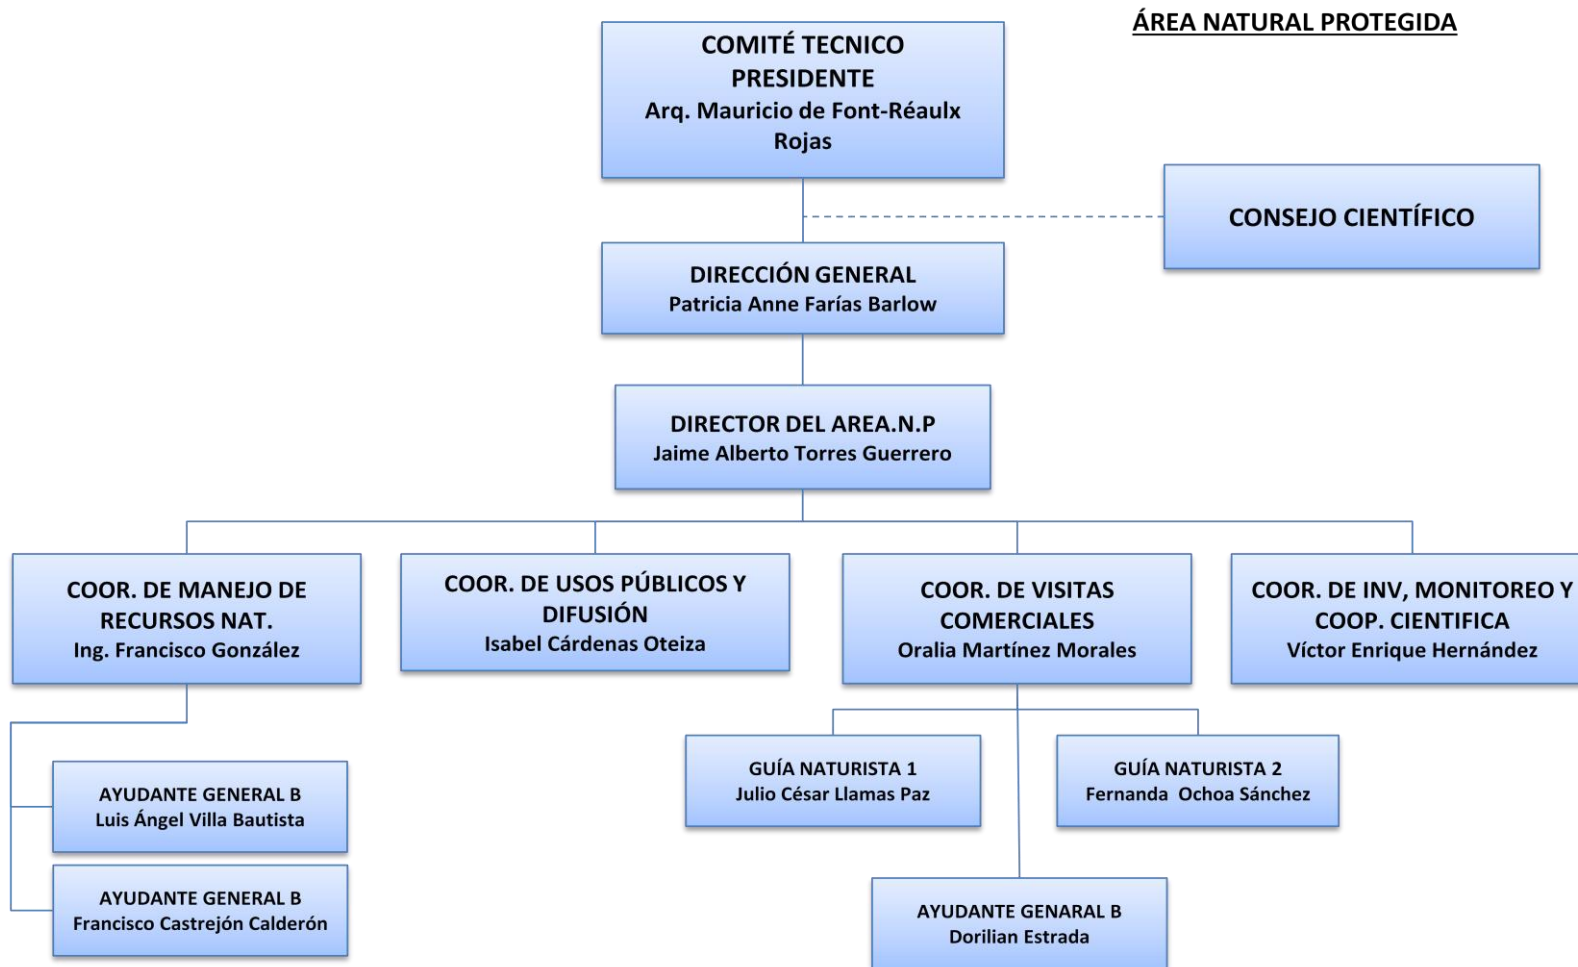 ÁREA NATURAL PROTEGIDA
COMITÉ TECNICO
PRESIDENTE
Arq. Mauricio de Font-Réaulx
Rojas
CONSEJO CIENTÍFICO
DIRECCIÓN GENERAL
Patricia Anne Farías Barlow
DIRECTOR DEL AREA.N.P
Jaime Alberto Torres Guerrero
COOR. DE MANEJO DE
RECURSOS NAT.
Ing. Francisco González
COOR. DE USOS PÚBLICOS Y
DIFUSIÓN
Isabel Cárdenas Oteiza
COOR. DE VISITAS
COMERCIALES
Oralia Martínez Morales
COOR. DE INV, MONITOREO Y
COOP. CIENTIFICA
Víctor Enrique Hernández
GUÍA NATURISTA 1
Julio César Llamas Paz
GUÍA NATURISTA 2
Fernanda  Ochoa Sánchez
AYUDANTE GENERAL B
Luis Ángel Villa Bautista
AYUDANTE GENERAL B
Francisco Castrejón Calderón
AYUDANTE GENARAL B
Dorilian Estrada